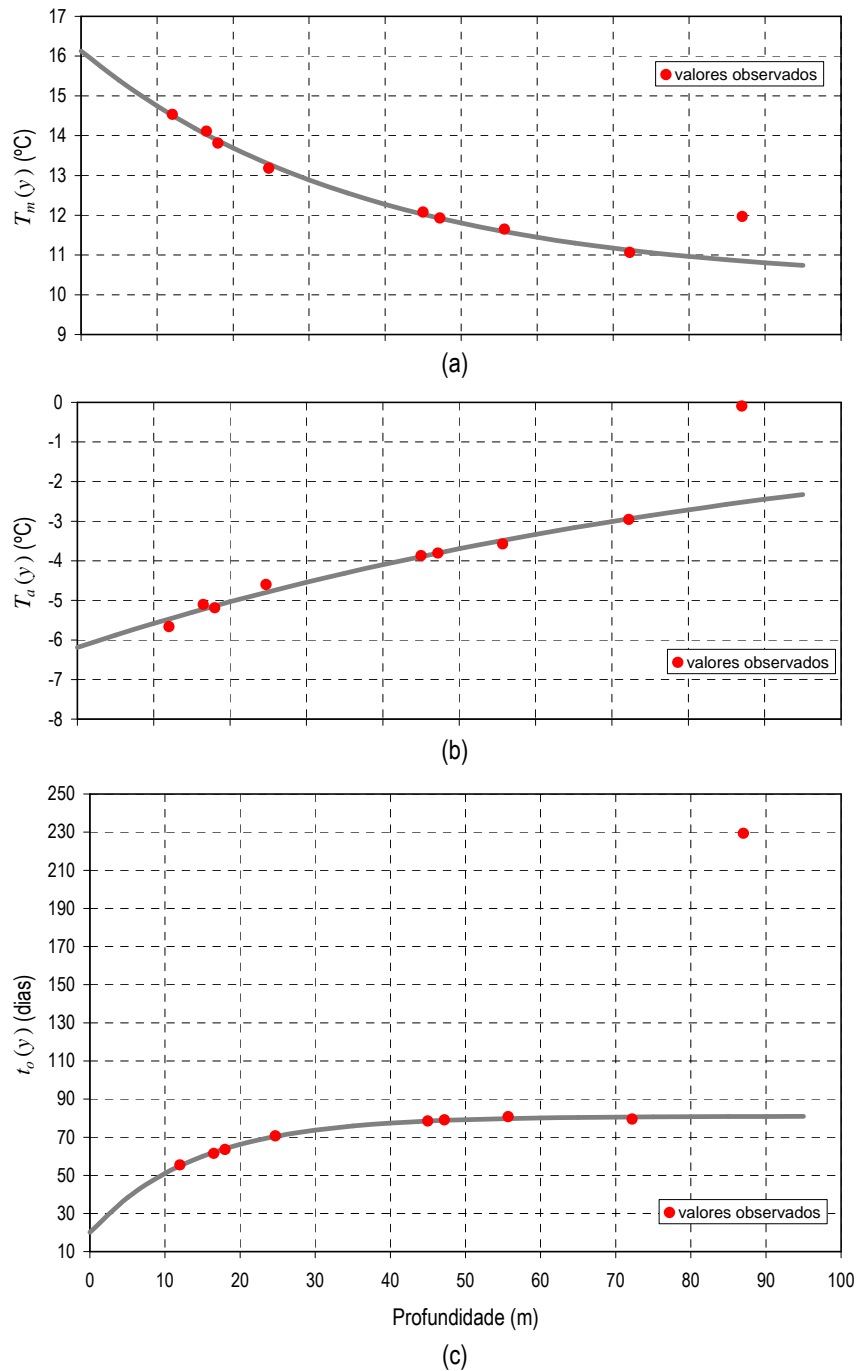 17
16
15
14
13
12
11
10
9
T_m(y) (ºC)
valores observados
(a)
0
-1
-2
-3
-4
-5
-6
-7
-8
T_a(y) (ºC)
valores observados
(b)
250
230
210
190
170
150
130
110
90
70
50
30
10
t_o(y) (dias)
valores observados
0 10 20 30 40 50 60 70 80 90 100
Profundidade (m)
(c)